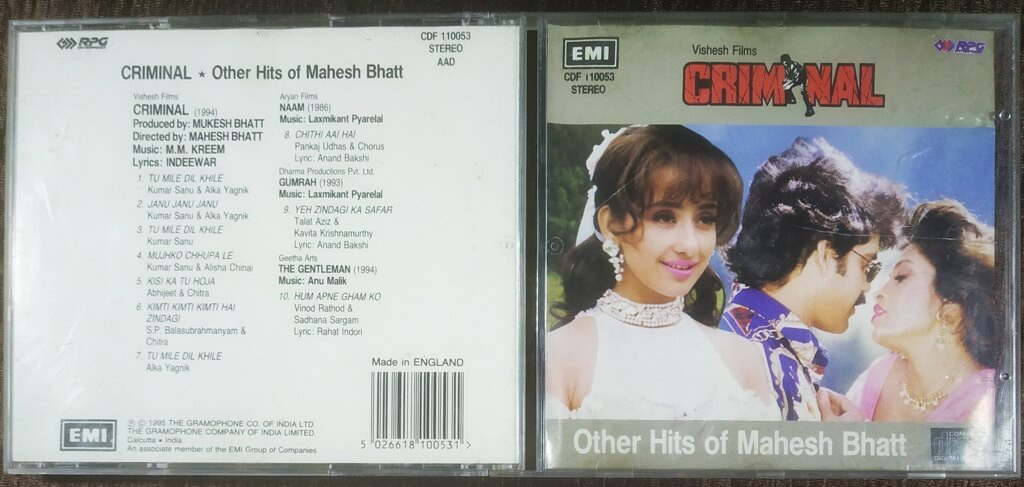 RPG
CDF 110053
STEREO
AAD
CRIMINAL ★ Other Hits of Mahesh Bhatt
Vishesh Films
CRIMINAL (1994)
Produced by: MUKESH BHATT
Directed by: MAHESH BHATT
Music: M.M. KREEM
Lyrics: INDEEWAR
1. TU MILE DIL KHILE
Kumar Sanu & Alka Yagnik
2. JANU JANU JANU
Kumar Sanu & Alka Yagnik
3. TU MILE DIL KHILE
Kumar Sanu
4. MUJHKO CHHUPA LE
Kumar Sanu & Alisha Chinai
5. KISI KA TU HOJA
Abhijeet & Chitra
6. KIMTI KIMTI KIMTI HAI
ZINDAGI
S.P. Balasubrahmanyam &
Chitra
7. TU MILE DIL KHILE
Alka Yagnik
Aryan Films
NAAM (1986)
Music: Laxmikant Pyarelal
8. CHITHI AAI HAI
Pankaj Udhas & Chorus
Lyric: Anand Bakshi
Dharma Productions Pvt. Ltd.
GUMRAH (1993)
Music: Laxmikant Pyarelal
9. YEH ZINDAGI KA SAFAR
Talat Aziz &
Kavita Krishnamurthy
Lyric: Anand Bakshi
Geetha Arts
THE GENTLEMAN (1994)
Music: Anu Malik
10. HUM APNE GHAM KO
Vinod Rathod &
Sadhana Sargam
Lyric: Rahat Indori
Made in ENGLAND
5 026618 100531 >
EMI
℗ © 1995 THE GRAMOPHONE CO. OF INDIA LTD.
THE GRAMOPHONE COMPANY OF INDIA LIMITED.
Calcutta • India
An associate member of the EMI Group of Companies
EMI
CDF 110053
STEREO
Vishesh Films
CRIMINAL
RPG
Other Hits of Mahesh Bhatt